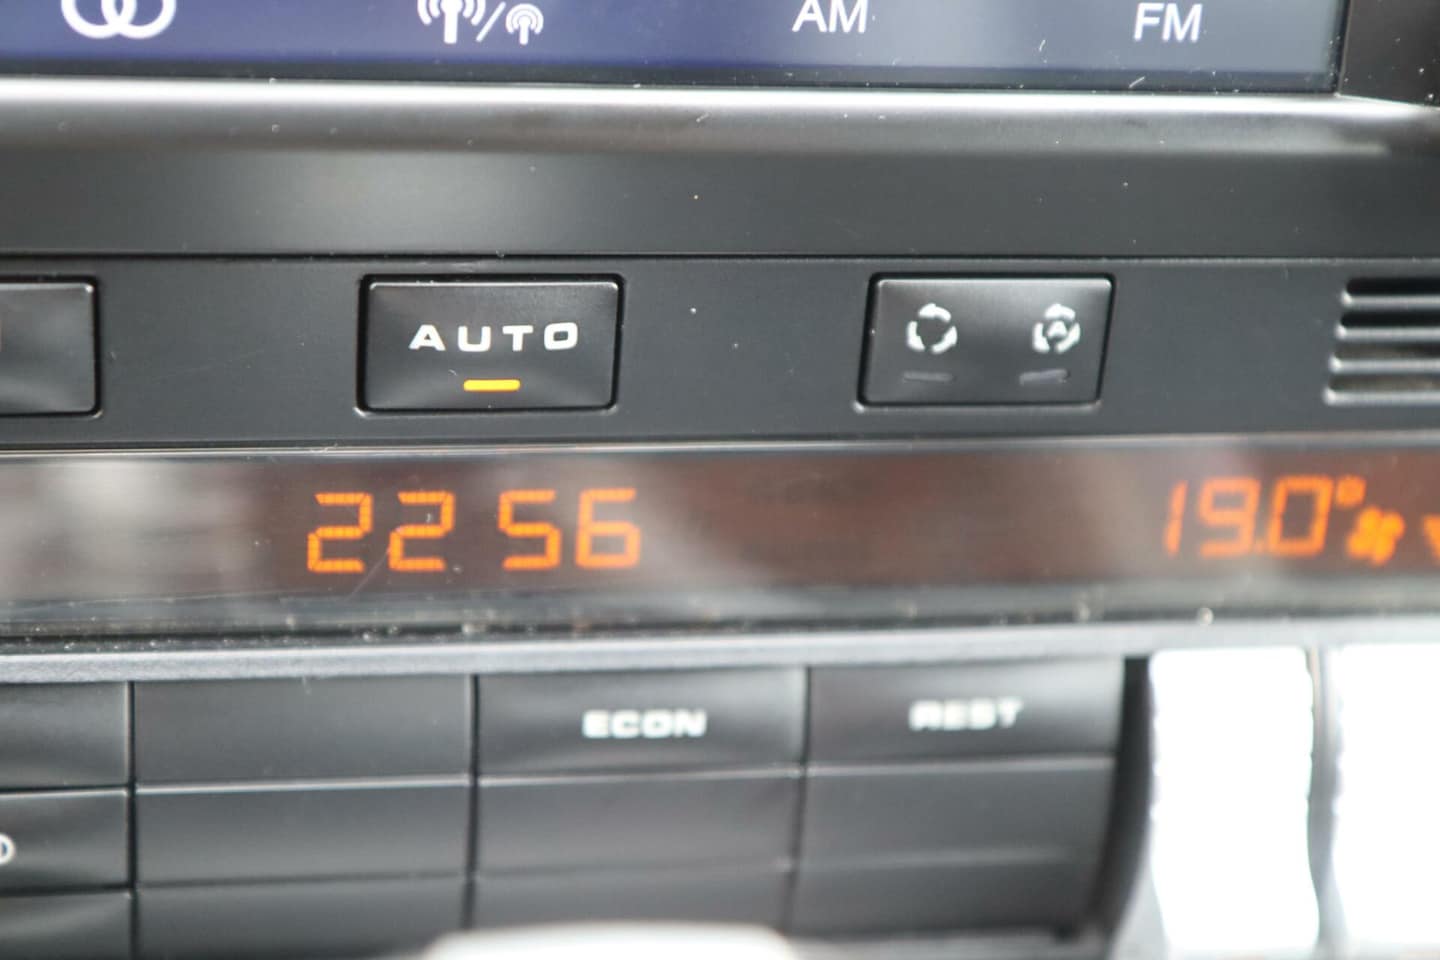 AM FM
AUTO
A
22 56 19.0°
ECON REST